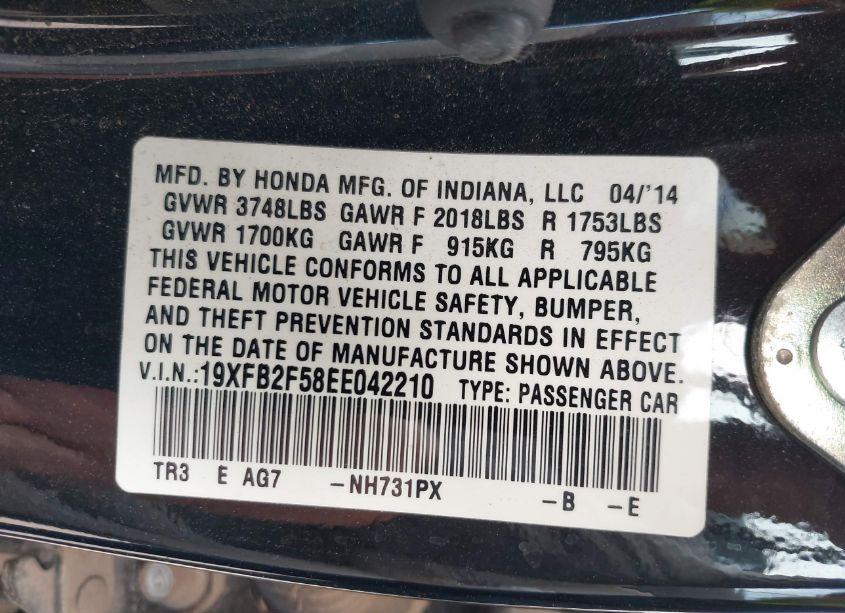 MFD. BY HONDA MFG. OF INDIANA, LLC 04/'14
GVWR 3748LBS GAWR F 2018LBS R 1753LBS
GVWR 1700KG GAWR F 915KG R 795KG
THIS VEHICLE CONFORMS TO ALL APPLICABLE
FEDERAL MOTOR VEHICLE SAFETY, BUMPER,
AND THEFT PREVENTION STANDARDS IN EFFECT
ON THE DATE OF MANUFACTURE SHOWN ABOVE.
V.I.N.:19XFB2F58EE042210 TYPE: PASSENGER CAR
TR3 E AG7 -NH731PX -B -E